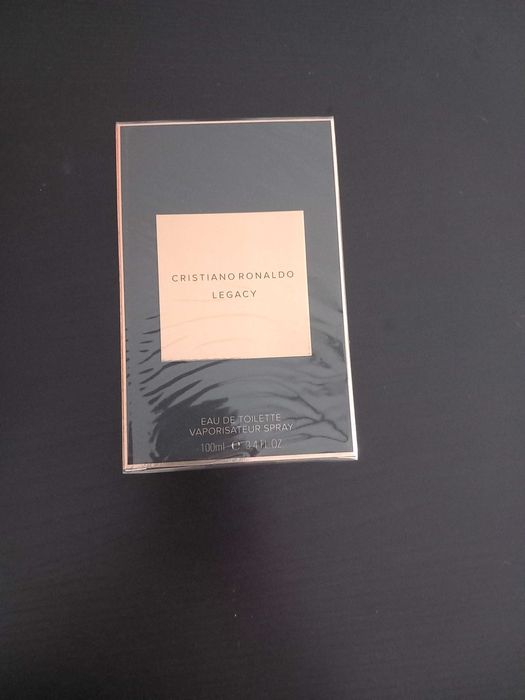 CRISTIANO RONALDO
LEGACY
EAU DE TOILETTE
VAPORISATEUR SPRAY
100ml ℮ 3.4 FL.OZ